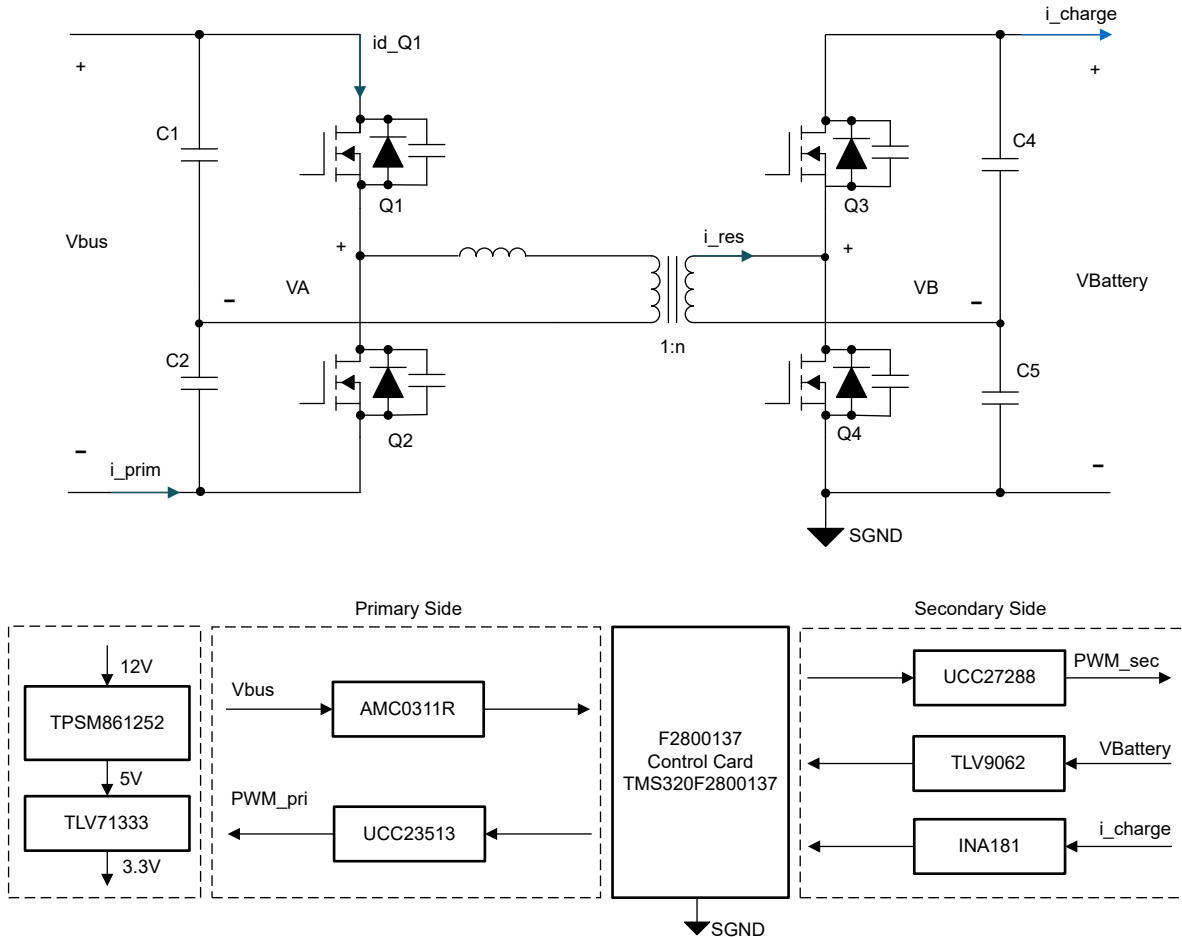 i_charge
id_Q1
+
+
C1
C4
Q1
Q3
i_res
+
+
Vbus
VA
VB
VBattery
-
-
1:n
C2
C5
Q2
Q4
-
-
i_prim
SGND
Primary Side
Secondary Side
12V
TPSM861252
5V
TLV71333
3.3V
Vbus
AMC0311R
PWM_pri
UCC23513
F2800137
Control Card
TMS320F2800137
SGND
UCC27288
PWM_sec
TLV9062
VBattery
INA181
i_charge